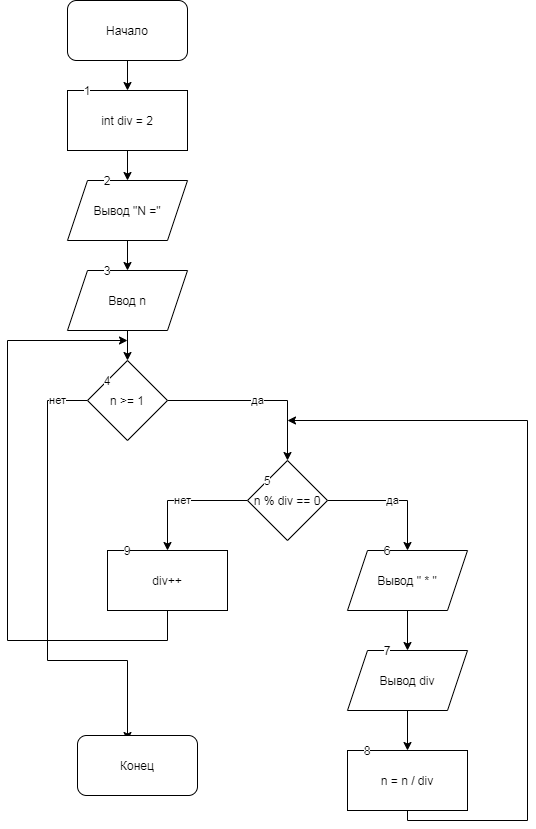 Начало
1
int div = 2
2
Вывод "N ="
3
Ввод n
4
n >= 1
нет
да
5
n % div == 0
нет
да
9
div++
6
Вывод " * "
7
Вывод div
8
n = n / div
Конец